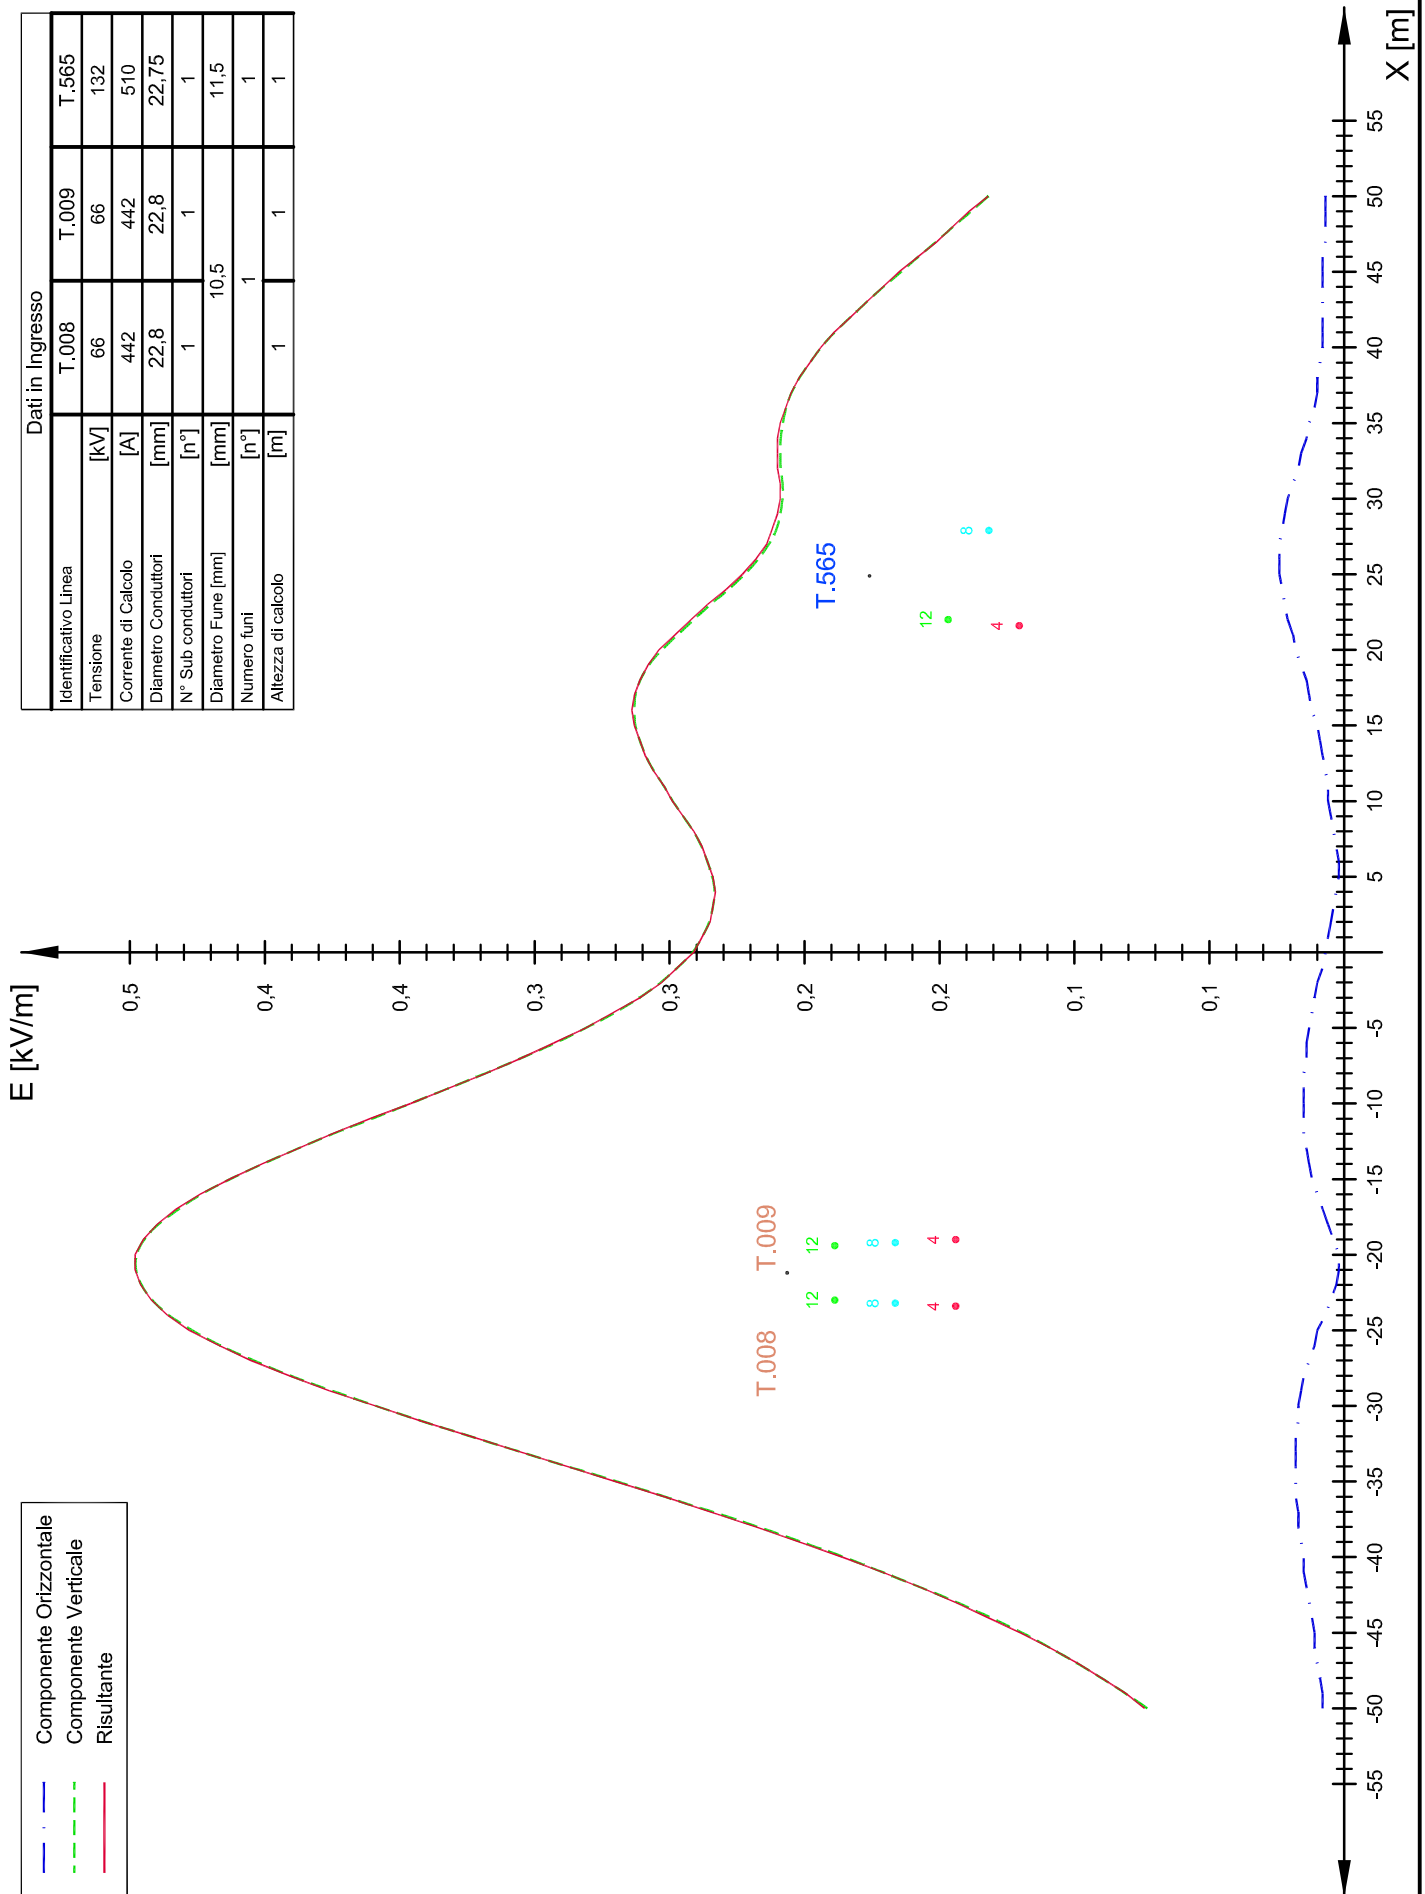 Dati in Ingresso
Identificativo Linea T.008 T.009 T.565
Tensione [kV] 66 66 132
Corrente di Calcolo [A] 442 442 510
Diametro Conduttori [mm] 22,8 22,8 22,75
N° Sub conduttori [n°] 1 1 1
Diametro Fune [mm] [mm] 10,5 11,5
Numero funi [n°] 1 1
Altezza di calcolo [m] 1 1 1
Componente Orizzontale
Componente Verticale
Risultante
E [kV/m]
0,5
0,4
0,4
0,3
0,3
0,2
0,2
0,1
0,1
T.008 T.009
12 12
8 8
4 4
T.565
12
8
4
-55 -50 -45 -40 -35 -30 -25 -20 -15 -10 -5 5 10 15 20 25 30 35 40 45 50 55
X [m]